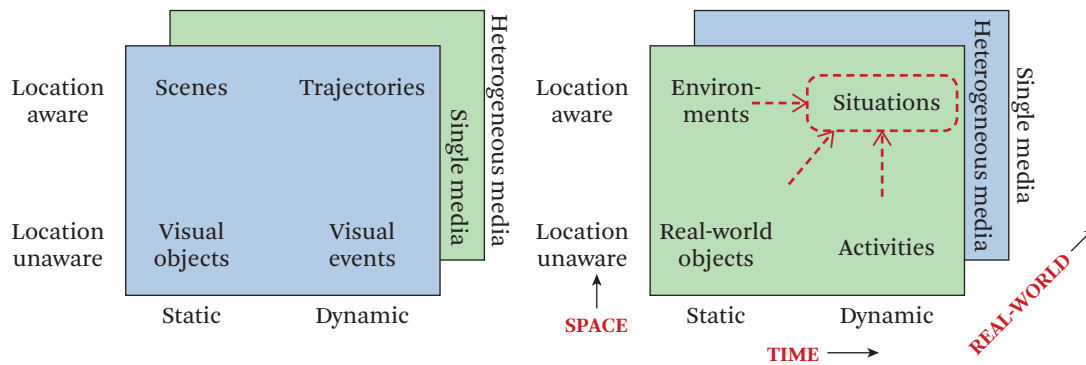 Location
aware
Scenes
Trajectories
Single media
Heterogeneous media
Location
unaware
Visual
objects
Visual
events
Static
Dynamic
Location
aware
Environ-
ments
Situations
Heterogeneous media
Single media
Location
unaware
Real-world
objects
Activities
SPACE
Static
Dynamic
TIME
REAL-WORLD